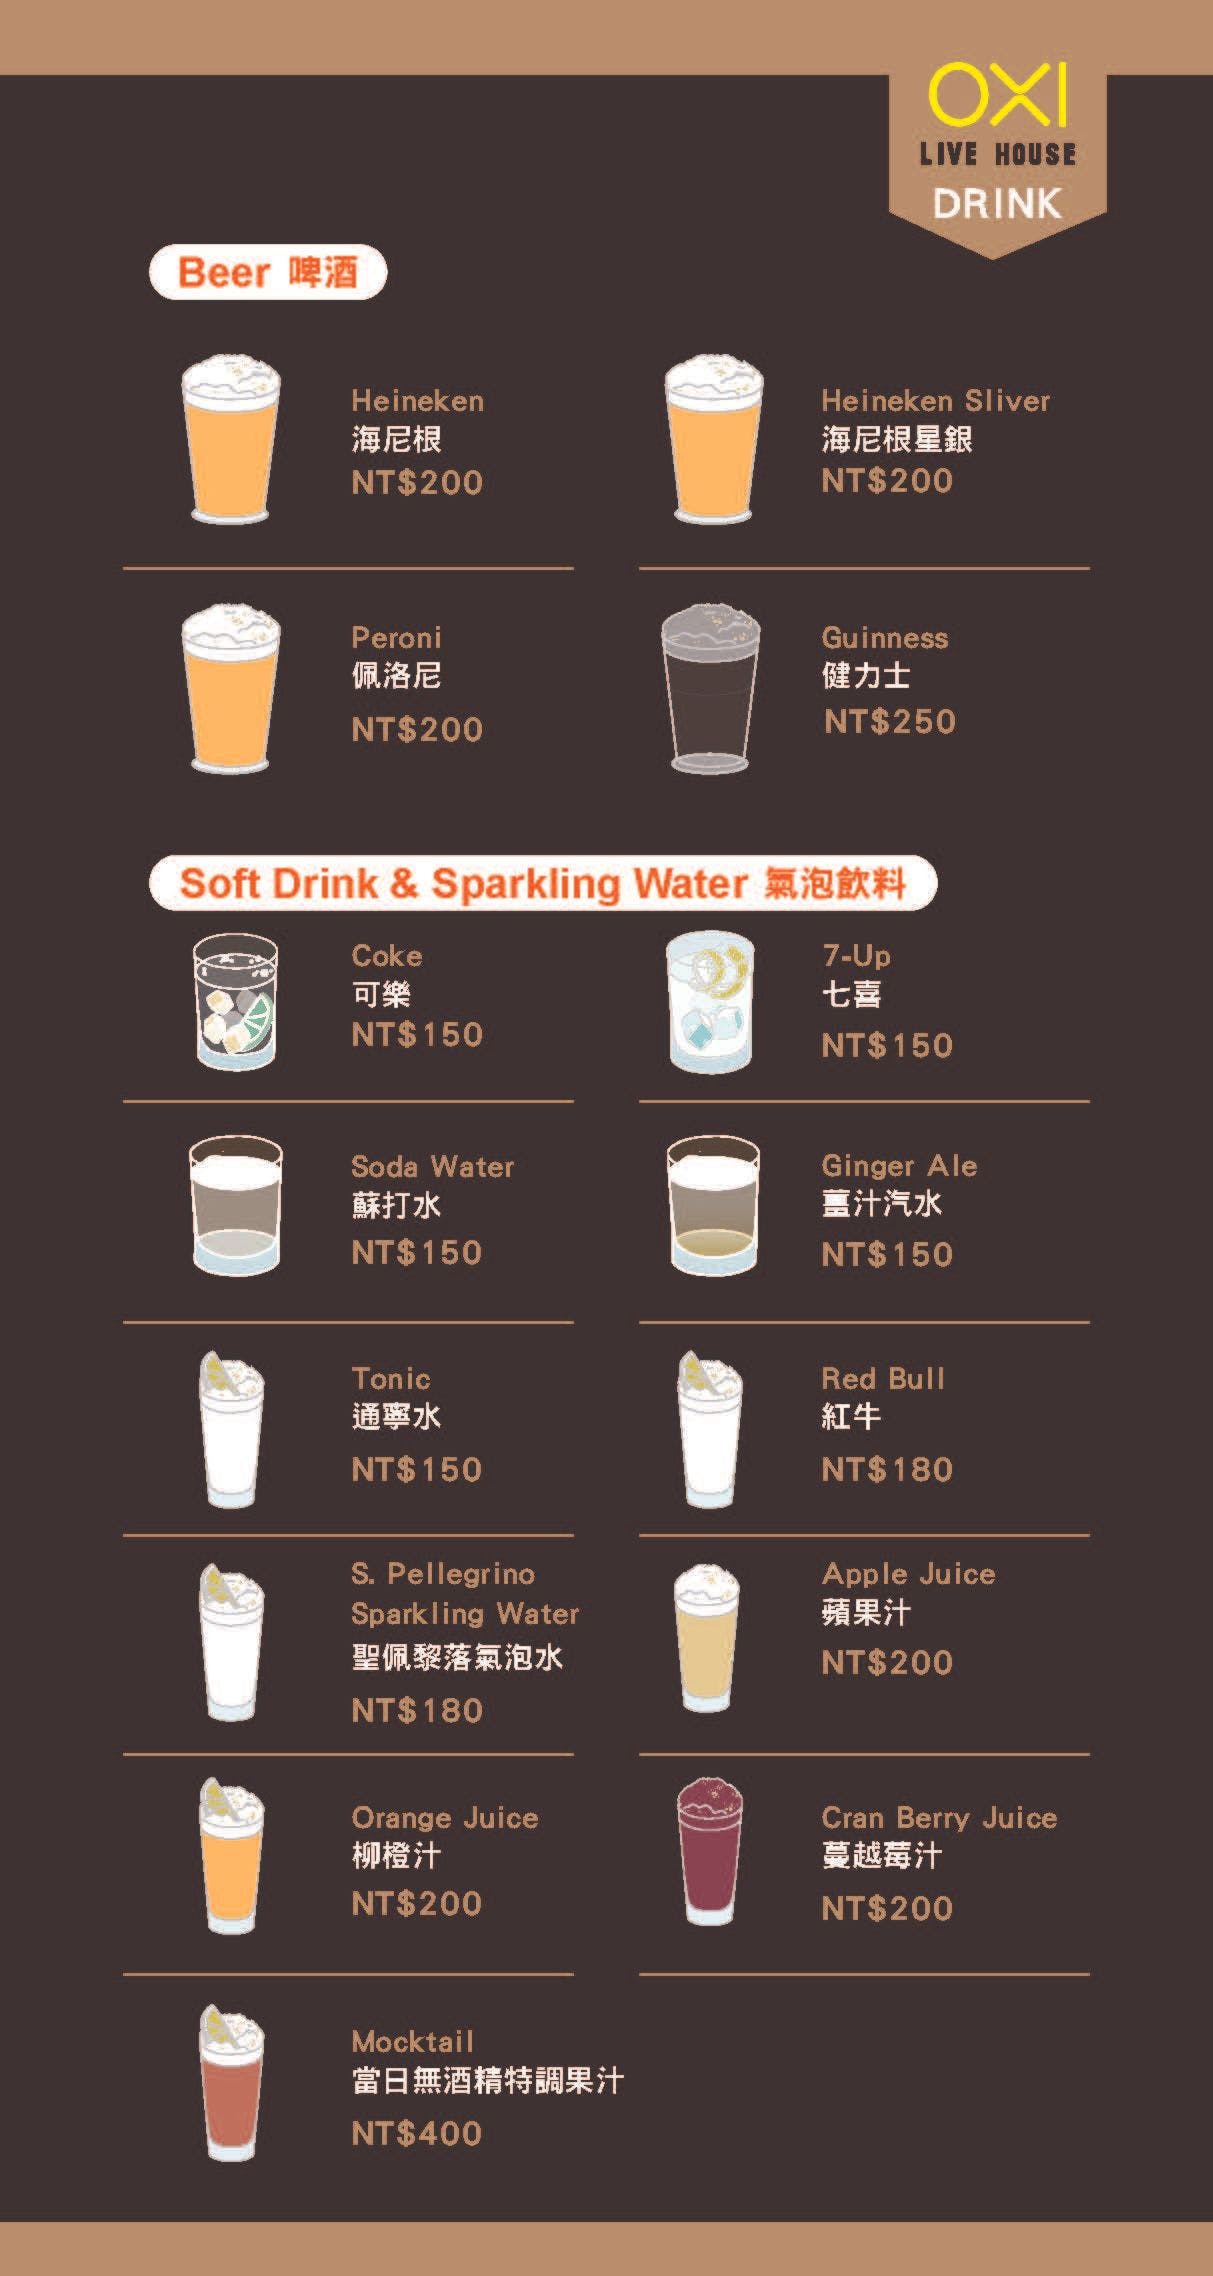 OXI
LIVE HOUSE
DRINK
Beer 啤酒
Heineken
海尼根
NT$200
Heineken Sliver
海尼根星銀
NT$200
Peroni
佩洛尼
NT$200
Guinness
健力士
NT$250
Soft Drink & Sparkling Water 氣泡飲料
Coke
可樂
NT$150
7-Up
七喜
NT$150
Soda Water
蘇打水
NT$150
Ginger Ale
薑汁汽水
NT$150
Tonic
通寧水
NT$150
Red Bull
紅牛
NT$180
S. Pellegrino
Sparkling Water
聖佩黎落氣泡水
NT$180
Apple Juice
蘋果汁
NT$200
Orange Juice
柳橙汁
NT$200
Cran Berry Juice
蔓越莓汁
NT$200
Mocktail
當日無酒精特調果汁
NT$400